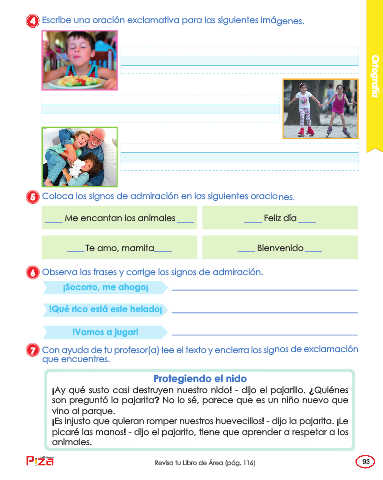 4 Escribe una oración exclamativa para las siguientes imágenes.
Ortografía
5 Coloca los signos de admiración en las siguientes oraciones.
____ Me encantan los animales ____
____ Feliz día ____
____ Te amo, mamita____
____ Bienvenido ____
6 Observa las frases y corrige los signos de admiración.
¡Socorro, me ahogo¡
!Qué rico está este helado¡
!Vamos a jugar!
7 Con ayuda de tu profesor(a) lee el texto y encierra los signos de exclamación
que encuentres.
Protegiendo el nido
¡Ay qué susto casi destruyen nuestro nido! - dijo el pajarillo. ¿Quiénes
son preguntó la pajarita? No lo sé, parece que es un niño nuevo que
vino al parque.
¡Es injusto que quieran romper nuestros huevecillos! - dijo la pajarita. ¡Le
picaré las manos! - dijo el pajarito, tiene que aprender a respetar a los
animales.
Revisa tu Libro de Área (pág. 116)
93